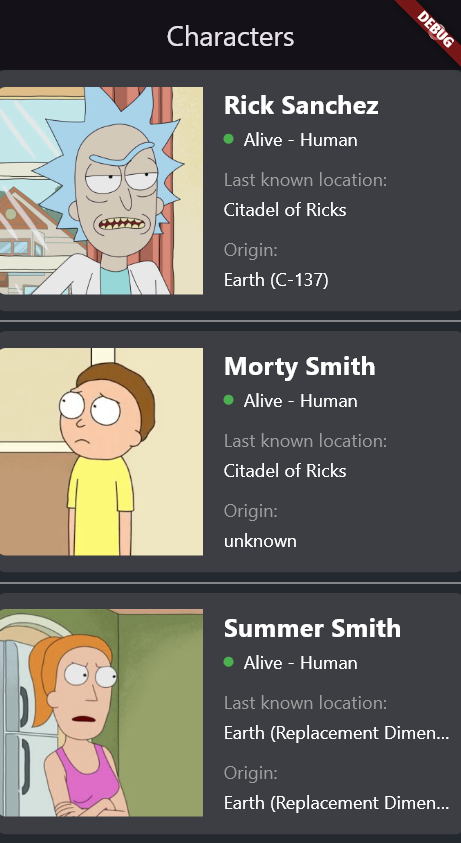 Characters
DEBUG
Rick Sanchez
Alive - Human
Last known location:
Citadel of Ricks
Origin:
Earth (C-137)
Morty Smith
Alive - Human
Last known location:
Citadel of Ricks
Origin:
unknown
Summer Smith
Alive - Human
Last known location:
Earth (Replacement Dimen...
Origin:
Earth (Replacement Dimen...